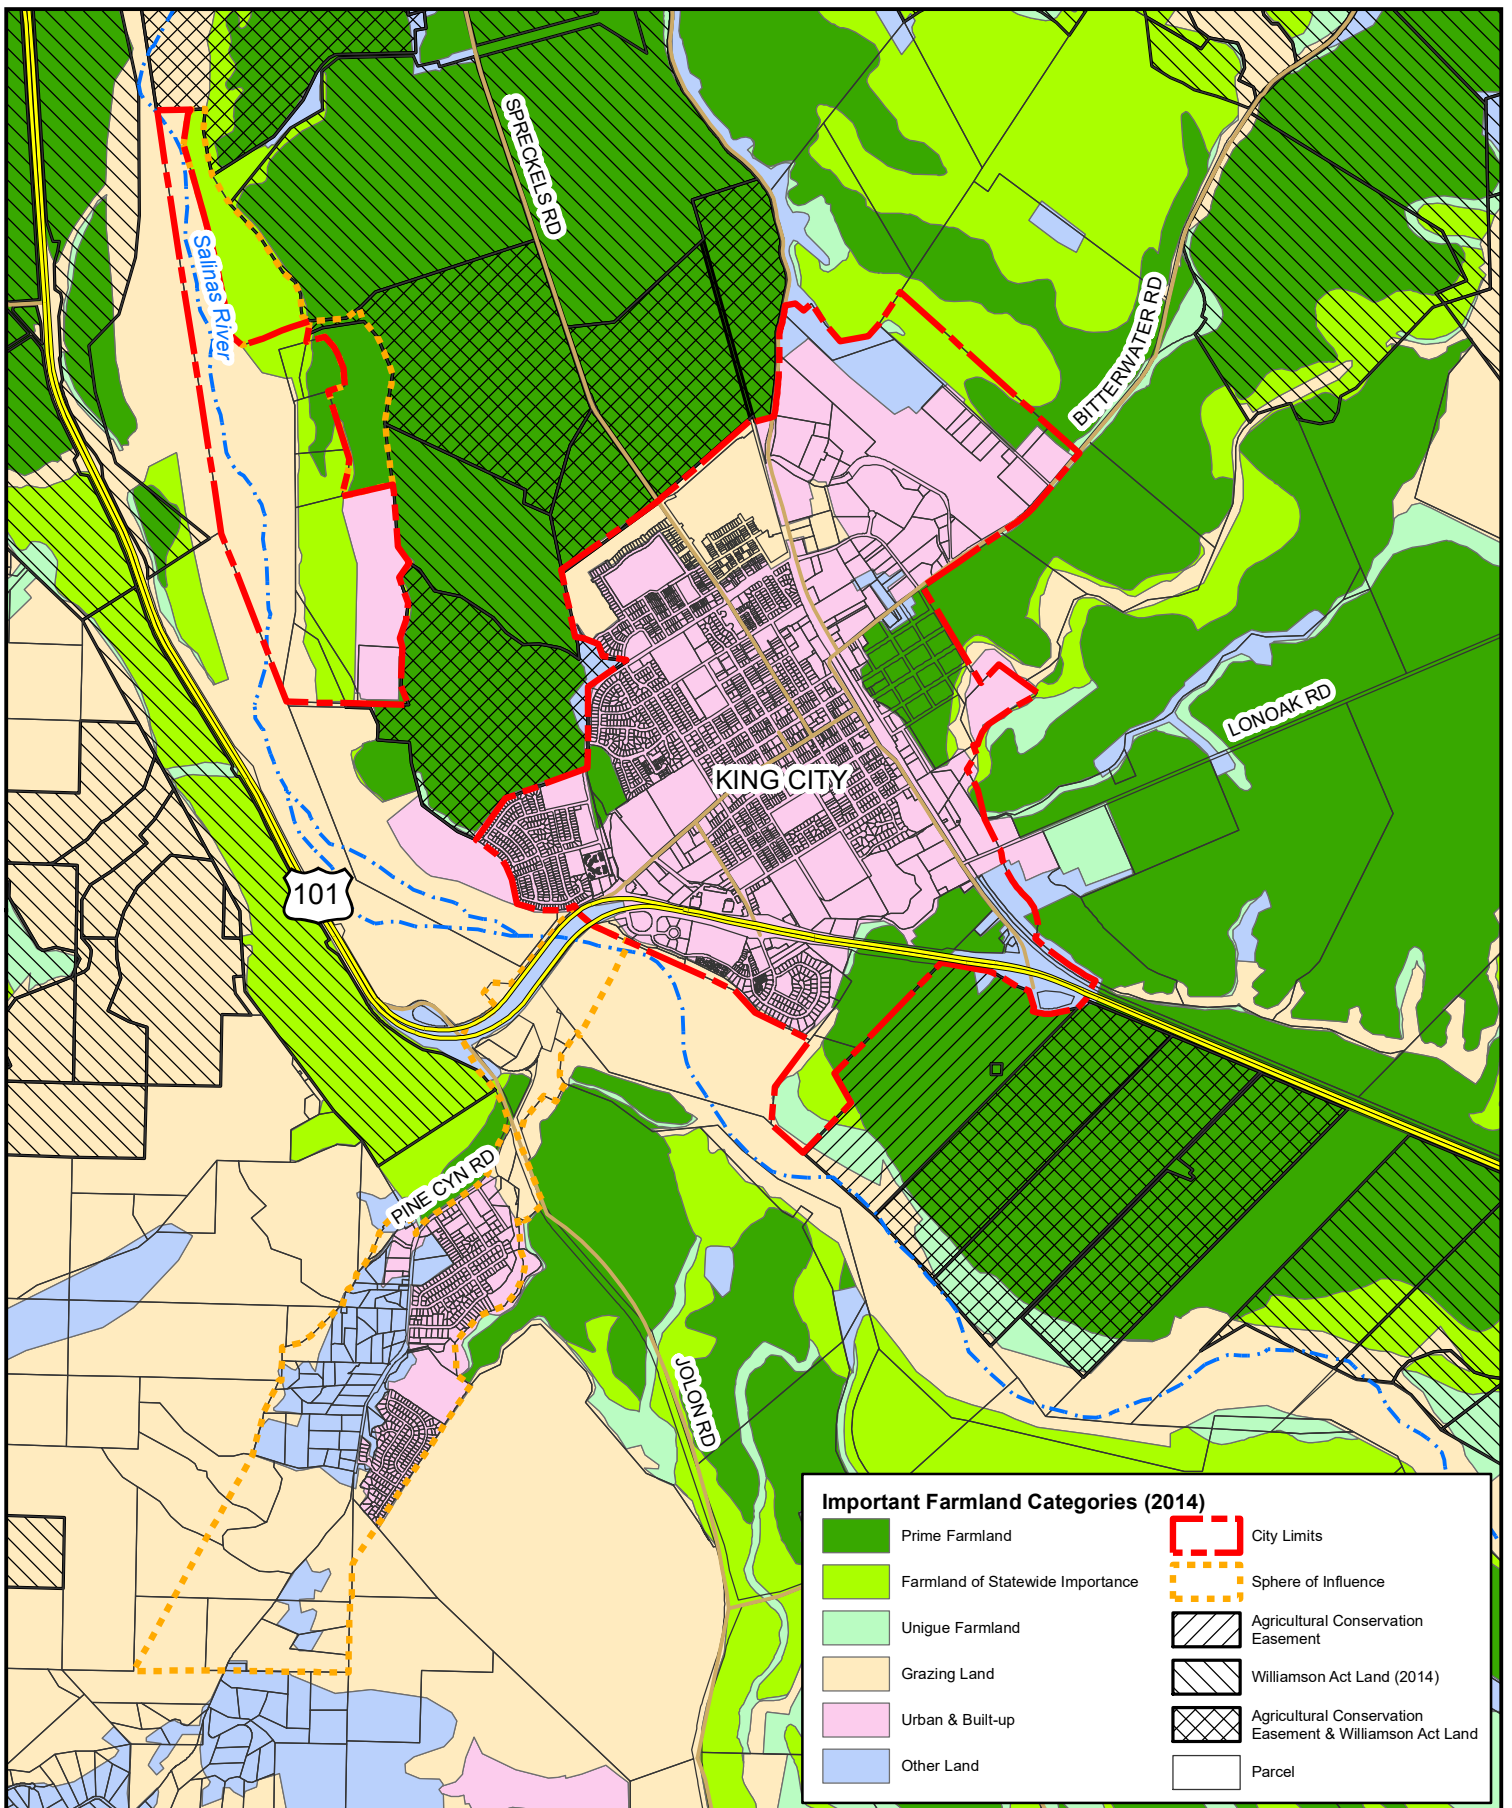 SPRECKELS RD
Salinas River
BITTERWATER RD
LONOAK RD
KING CITY
101
PINE CYN RD
JOLON RD
Important Farmland Categories (2014)
Prime Farmland
Farmland of Statewide Importance
Unigue Farmland
Grazing Land
Urban & Built-up
Other Land
City Limits
Sphere of Influence
Agricultural Conservation
Easement
Williamson Act Land (2014)
Agricultural Conservation
Easement & Williamson Act Land
Parcel